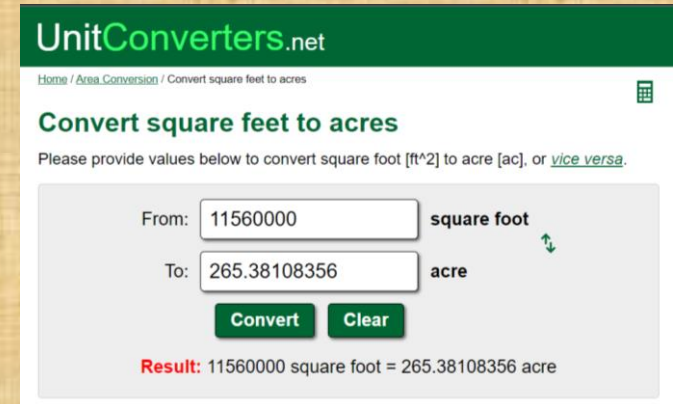 UnitConverters.net
Home / Area Conversion / Convert square feet to acres
Convert square feet to acres
Please provide values below to convert square foot [ft^2] to acre [ac], or vice versa.
From: 11560000 square foot
To: 265.38108356 acre
Convert Clear
Result: 11560000 square foot = 265.38108356 acre